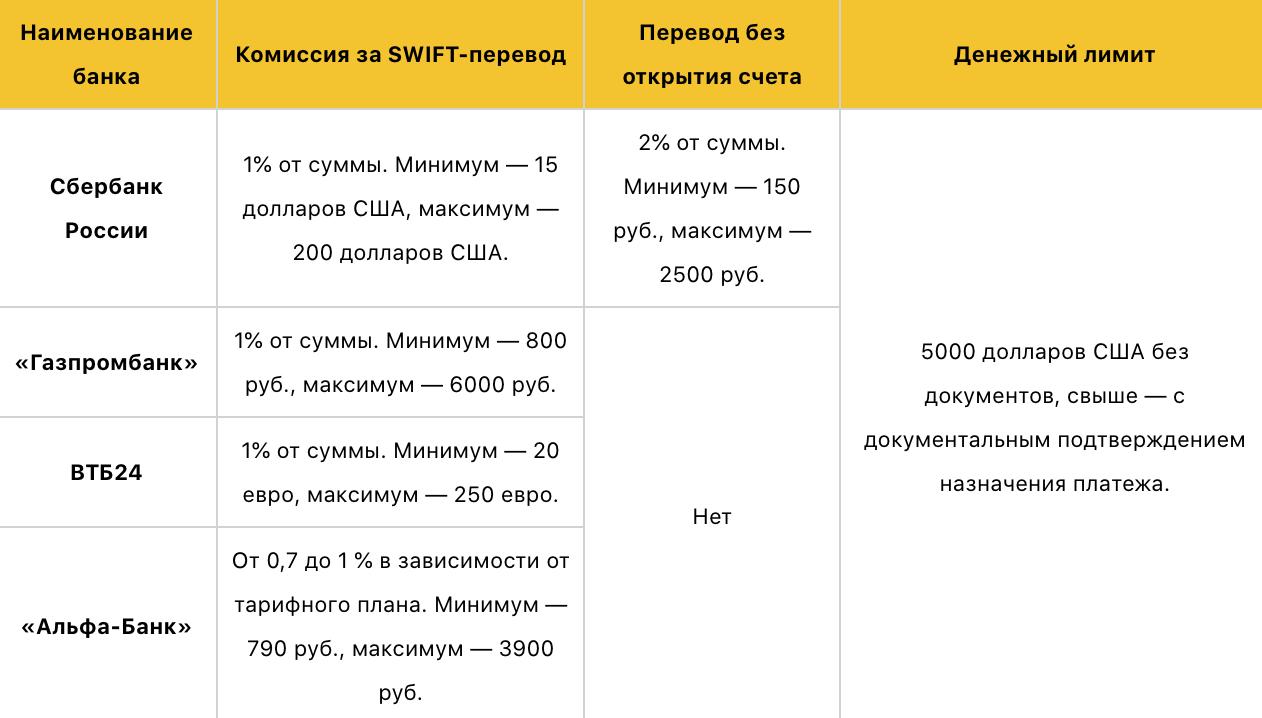 Наименование
банка
Комиссия за SWIFT-перевод
Перевод без
открытия счета
Денежный лимит
Сбербанк
России
1% от суммы. Минимум — 15
долларов США, максимум —
200 долларов США.
2% от суммы.
Минимум — 150
руб., максимум —
2500 руб.
5000 долларов США без
документов, свыше — с
документальным подтверждением
назначения платежа.
«Газпромбанк»
1% от суммы. Минимум — 800
руб., максимум — 6000 руб.
Нет
ВТБ24
1% от суммы. Минимум — 20
евро, максимум — 250 евро.
«Альфа-Банк»
От 0,7 до 1 % в зависимости от
тарифного плана. Минимум —
790 руб., максимум — 3900
руб.